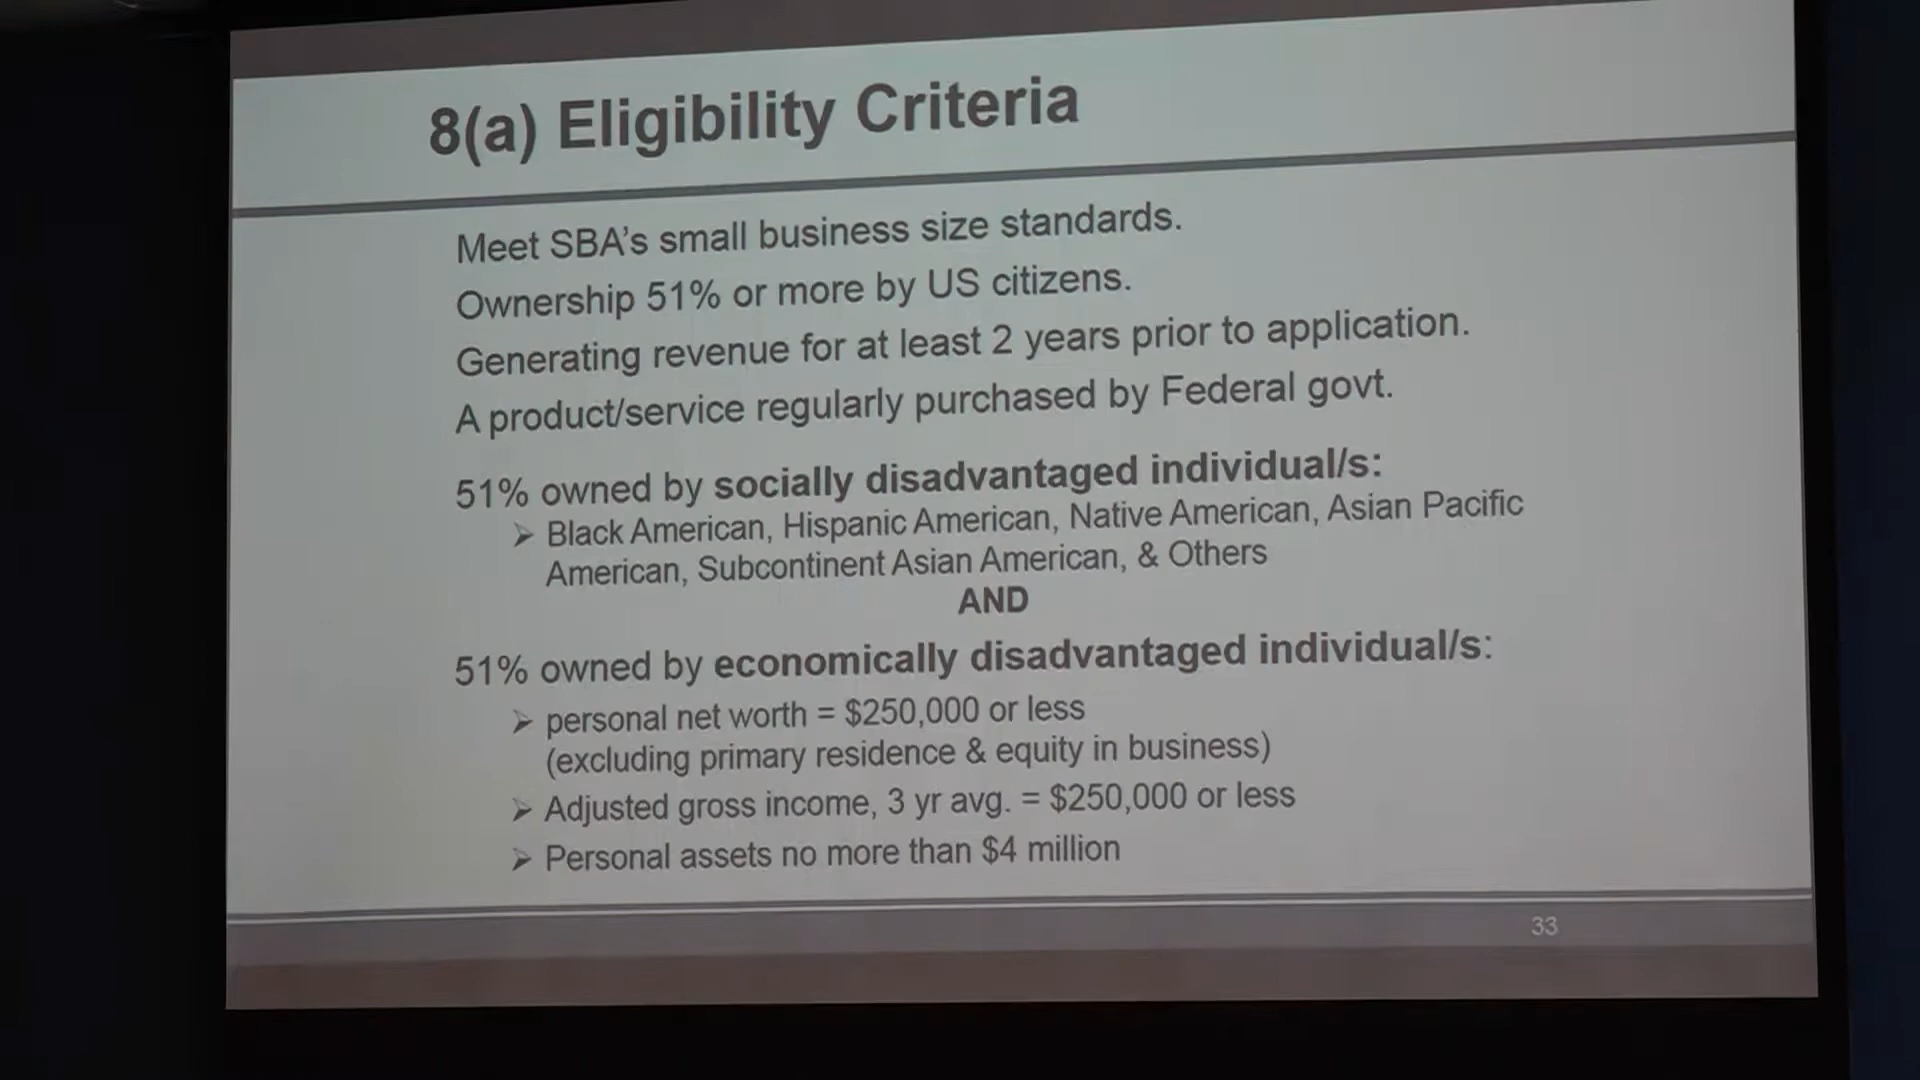 8(a) Eligibility Criteria
Meet SBA's small business size standards.
Ownership 51% or more by US citizens.
Generating revenue for at least 2 years prior to application.
A product/service regularly purchased by Federal govt.
51% owned by socially disadvantaged individual/s:
➢ Black American, Hispanic American, Native American, Asian Pacific
American, Subcontinent Asian American, & Others
AND
51% owned by economically disadvantaged individual/s:
➢ personal net worth = $250,000 or less
(excluding primary residence & equity in business)
➢ Adjusted gross income, 3 yr avg. = $250,000 or less
➢ Personal assets no more than $4 million
33